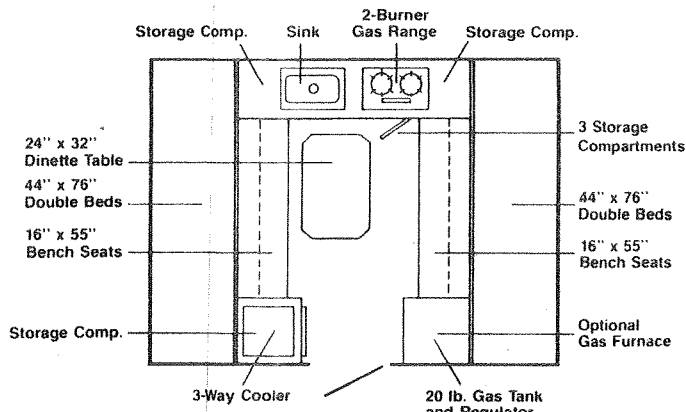 2-Burner
Storage Comp.
Sink
Gas Range
Storage Comp.
24" x 32"
Dinette Table
3 Storage
Compartments
44" x 76"
Double Beds
44" x 76"
Double Beds
16" x 55"
Bench Seats
16" x 55"
Bench Seats
Storage Comp.
Optional
Gas Furnace
3-Way Cooler
20 lb. Gas Tank
and Regulator